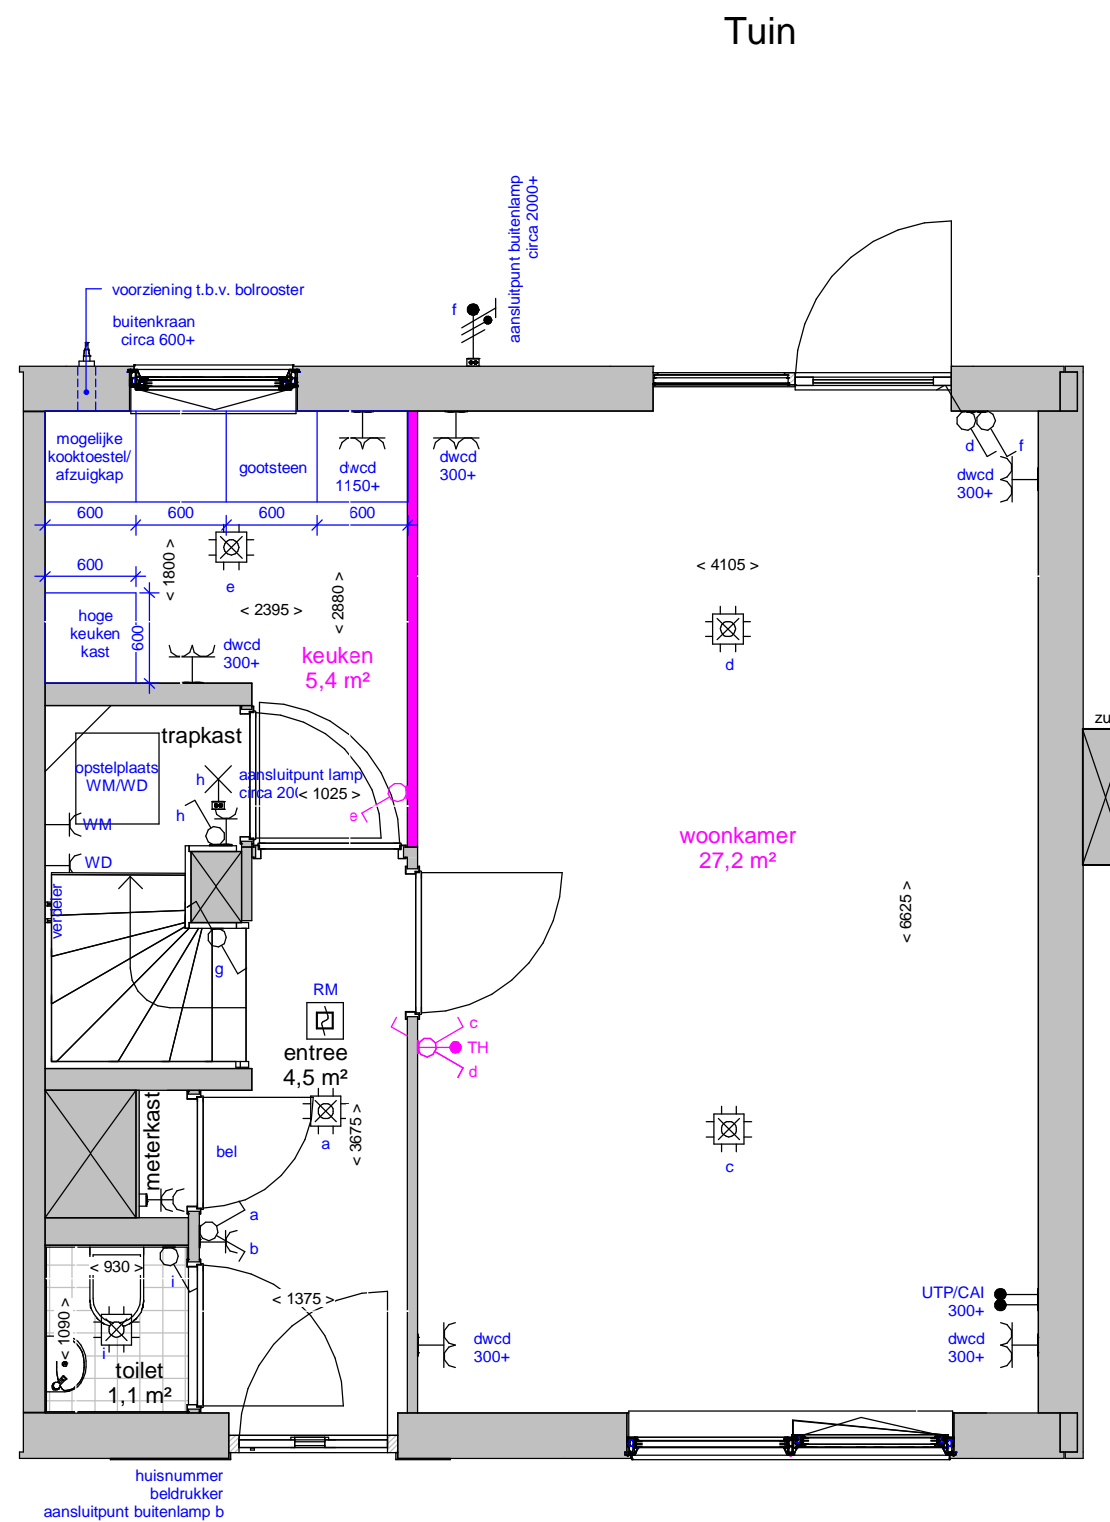 Tuin
aansluitpunt buitenlamp
circa 2000+
voorziening t.b.v. bolrooster
buitenkraan
circa 600+
f
mogelijke
kooktoestel/
afzuigkap
gootsteen
dwcd
1150+
dwcd
300+
d
f
dwcd
300+
600
600
600
600
600
< 1800 >
e
< 2395 >
< 2880 >
< 4105 >
hoge
keuken
kast
600
dwcd
300+
keuken
5,4 m²
d
trapkast
zu
opstelplaats
WM/WD
h
aansluitpunt lamp
circa 20
< 1025 >
h
e
WM
WD
woonkamer
27,2 m²
verdeler
< 6625 >
g
RM
c
TH
d
entree
4,5 m²
meterkast
a
< 3675 >
bel
c
a
b
< 930 >
i
< 1375 >
UTP/CAI
300+
< 1090 >
i
dwcd
300+
dwcd
300+
toilet
1,1 m²
huisnummer
beldrukker
aansluitpunt buitenlamp b